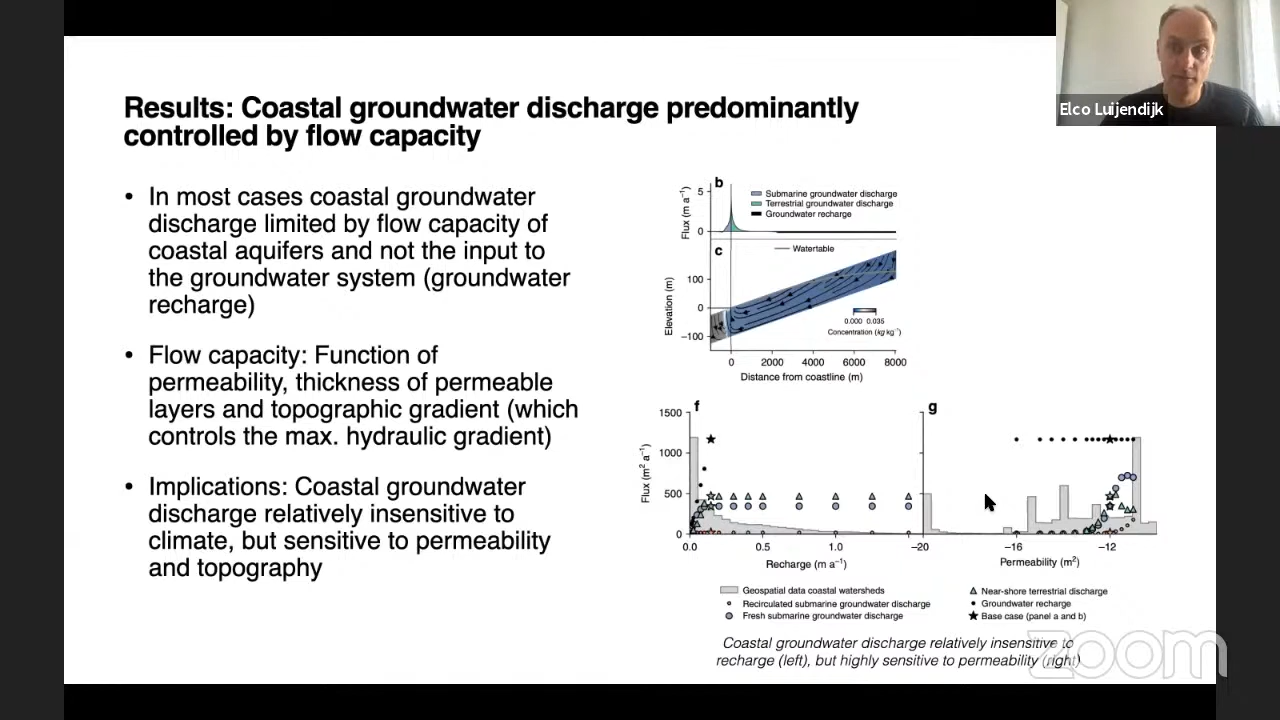 Elco Luijendijk
Results: Coastal groundwater discharge predominantly
controlled by flow capacity
• In most cases coastal groundwater
discharge limited by flow capacity of
coastal aquifers and not the input to
the groundwater system (groundwater
recharge)
• Flow capacity: Function of
permeability, thickness of permeable
layers and topographic gradient (which
controls the max. hydraulic gradient)
• Implications: Coastal groundwater
discharge relatively insensitive to
climate, but sensitive to permeability
and topography
b
Flux (m a⁻¹)
5
0
Submarine groundwater discharge
Terrestrial groundwater discharge
Groundwater recharge
c
Watertable
Elevation (m)
100
0
−100
0.000 0.035
Concentration (kg kg⁻¹)
0 2000 4000 6000 8000
Distance from coastline (m)
f
Flux (m² a⁻¹)
1500
1000
500
0
0.0 0.5 1.0
Recharge (m a⁻¹)
g
−20 −16 −12
Permeability (m²)
Geospatial data coastal watersheds
Recirculated submarine groundwater discharge
Fresh submarine groundwater discharge
Near-shore terrestrial discharge
Groundwater recharge
Base case (panel a and b)
Coastal groundwater discharge relatively insensitive to
recharge (left), but highly sensitive to permeability (right)
zoom